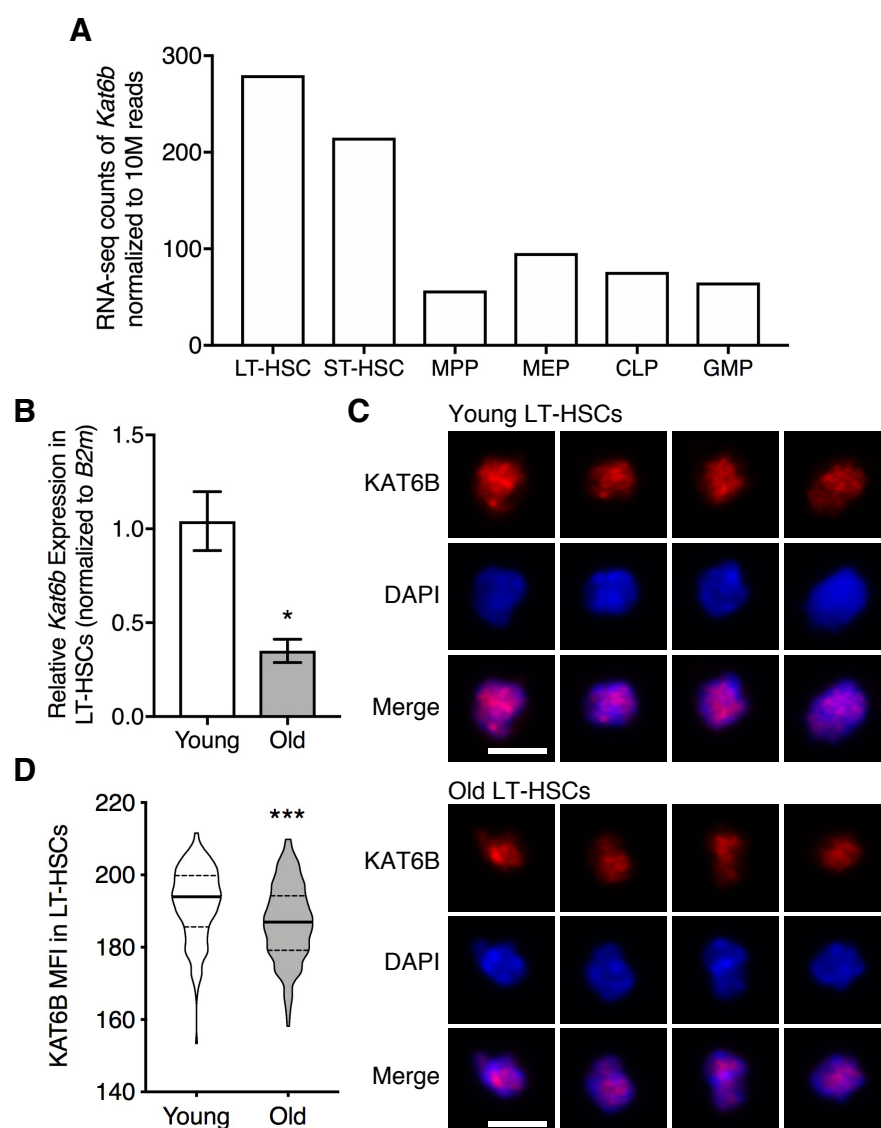 A
RNA-seq counts of Kat6b
normalized to 10M reads
300
200
100
0
LT-HSC ST-HSC MPP MEP CLP GMP
B
Relative Kat6b Expression in
LT-HSCs (normalized to B2m)
1.5
1.0
0.5
0.0
*
Young Old
C
Young LT-HSCs
KAT6B
DAPI
Merge
Old LT-HSCs
KAT6B
DAPI
Merge
D
KAT6B MFI in LT-HSCs
220
200
180
160
140
***
Young Old